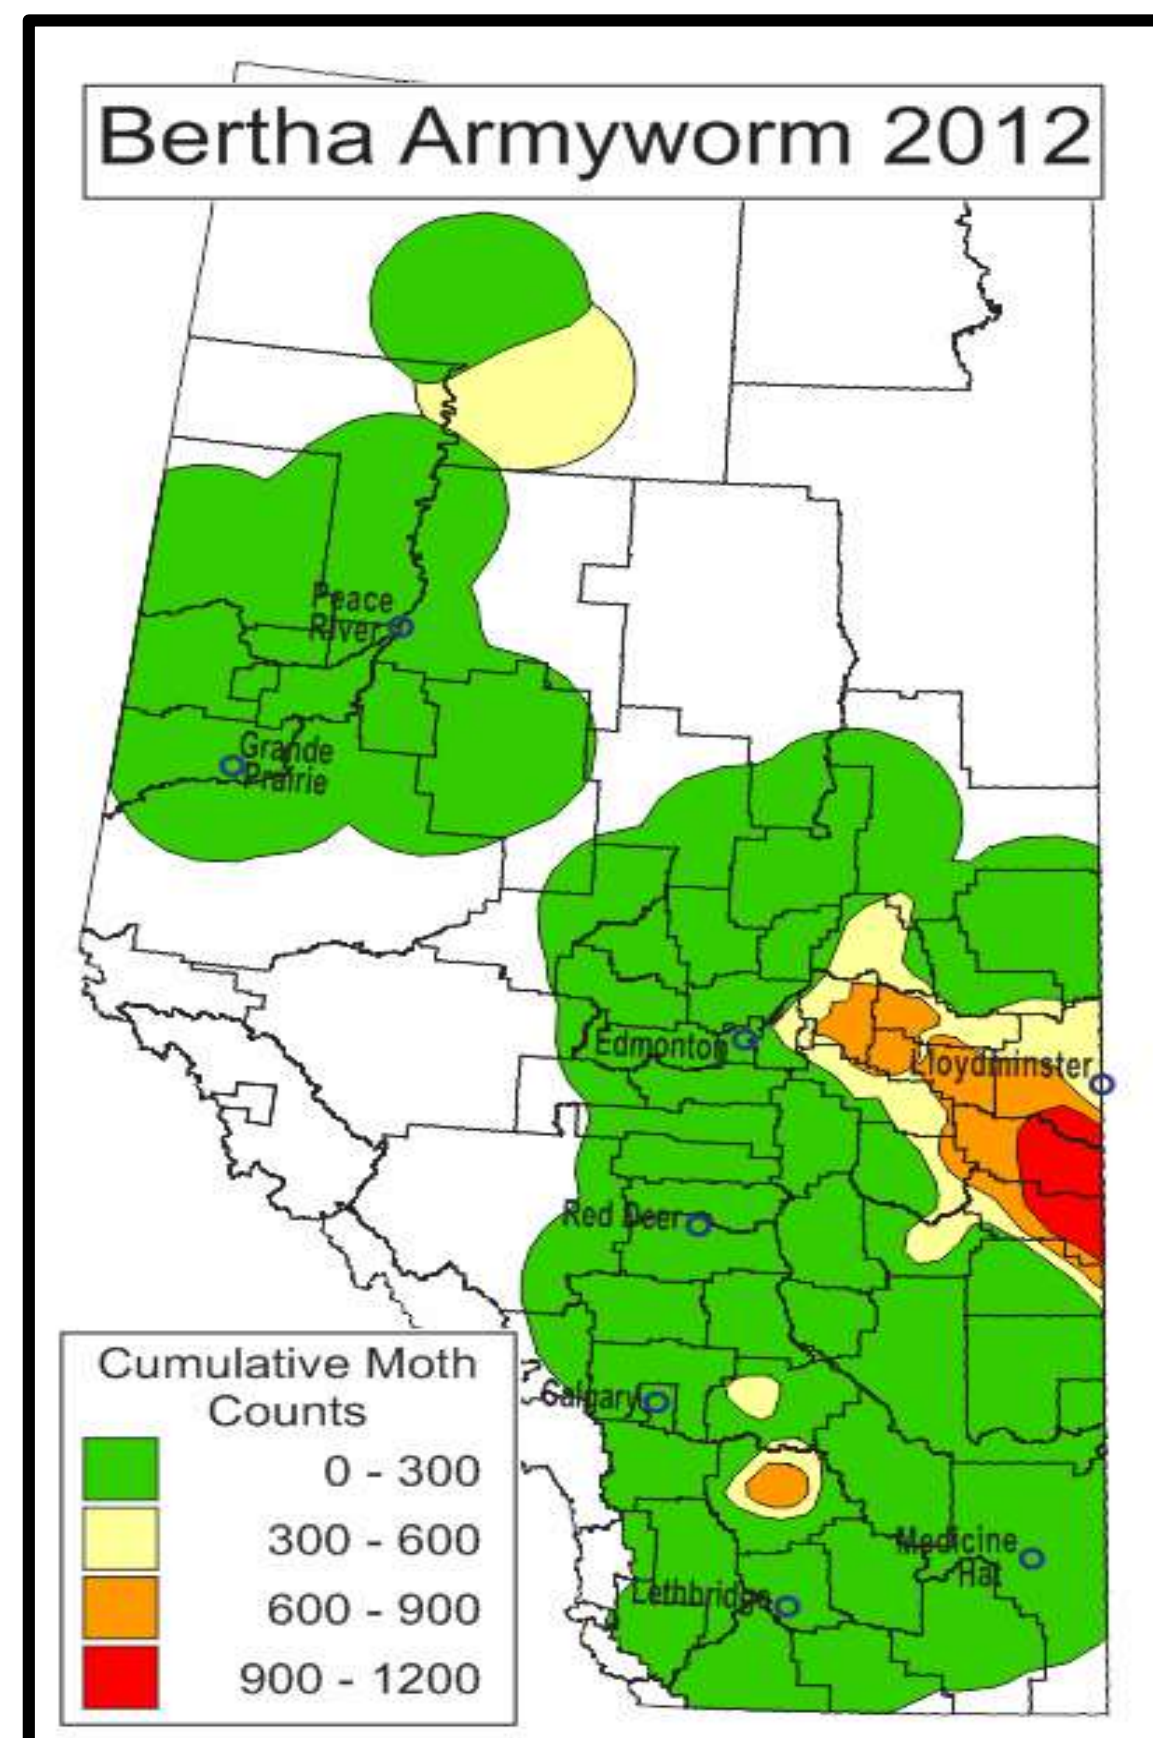 Bertha Armyworm 2012
Peace
River
Grande
Prairie
Edmonton
Lloydminster
Red Deer
Calgary
Medicine
Hat
Lethbridge
Cumulative Moth
Counts
0 - 300
300 - 600
600 - 900
900 - 1200